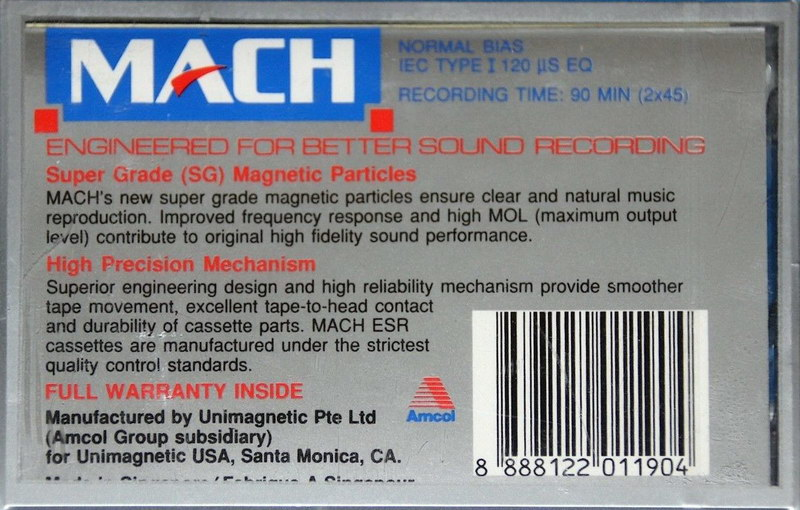 MACH
NORMAL BIAS
IEC TYPE I 120 µS EQ
RECORDING TIME: 90 MIN (2x45)
ENGINEERED FOR BETTER SOUND RECORDING
Super Grade (SG) Magnetic Particles
MACH's new super grade magnetic particles ensure clear and natural music
reproduction. Improved frequency response and high MOL (maximum output
level) contribute to original high fidelity sound performance.
High Precision Mechanism
Superior engineering design and high reliability mechanism provide smoother
tape movement, excellent tape-to-head contact
and durability of cassette parts. MACH ESR
cassettes are manufactured under the strictest
quality control standards.
FULL WARRANTY INSIDE
Manufactured by Unimagnetic Pte Ltd
(Amcol Group subsidiary)
for Unimagnetic USA, Santa Monica, CA.
Made in Singapore / Fabrique A Singapour
Amcol
8 888122 011904